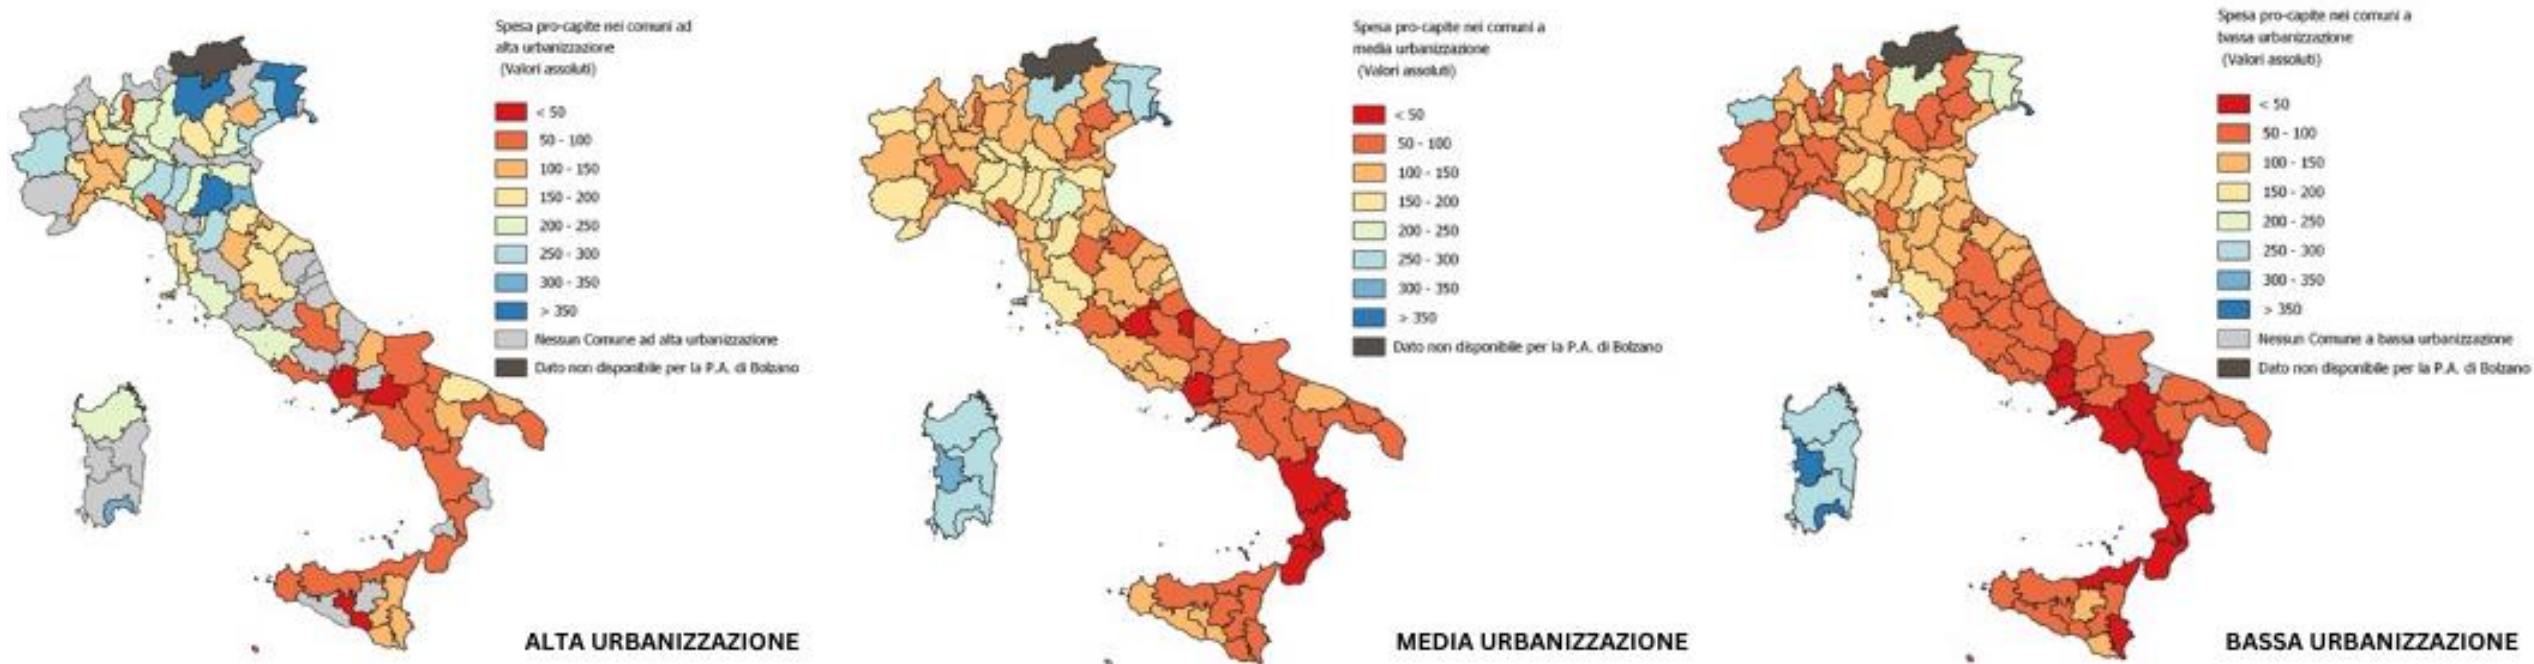 Spesa pro-capite nei comuni ad
alta urbanizzazione
(Valori assoluti)
< 50
50 - 100
100 - 150
150 - 200
200 - 250
250 - 300
300 - 350
> 350
Nessun Comune ad alta urbanizzazione
Dato non disponibile per la P.A. di Bolzano
ALTA URBANIZZAZIONE
Spesa pro-capite nei comuni a
media urbanizzazione
(Valori assoluti)
< 50
50 - 100
100 - 150
150 - 200
200 - 250
250 - 300
300 - 350
> 350
Dato non disponibile per la P.A. di Bolzano
MEDIA URBANIZZAZIONE
Spesa pro-capite nei comuni a
bassa urbanizzazione
(Valori assoluti)
< 50
50 - 100
100 - 150
150 - 200
200 - 250
250 - 300
300 - 350
> 350
Nessun Comune a bassa urbanizzazione
Dato non disponibile per la P.A. di Bolzano
BASSA URBANIZZAZIONE